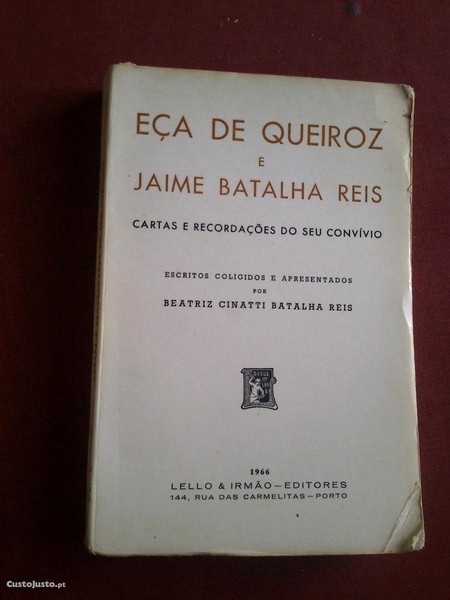 EÇA DE QUEIROZ
E
JAIME BATALHA REIS
CARTAS E RECORDAÇÕES DO SEU CONVÍVIO
ESCRITOS COLIGIDOS E APRESENTADOS
POR
BEATRIZ CINATTI BATALHA REIS
1966
LELLO & IRMÃO—EDITORES
144, RUA DAS CARMELITAS—PORTO
CustoJusto.pt